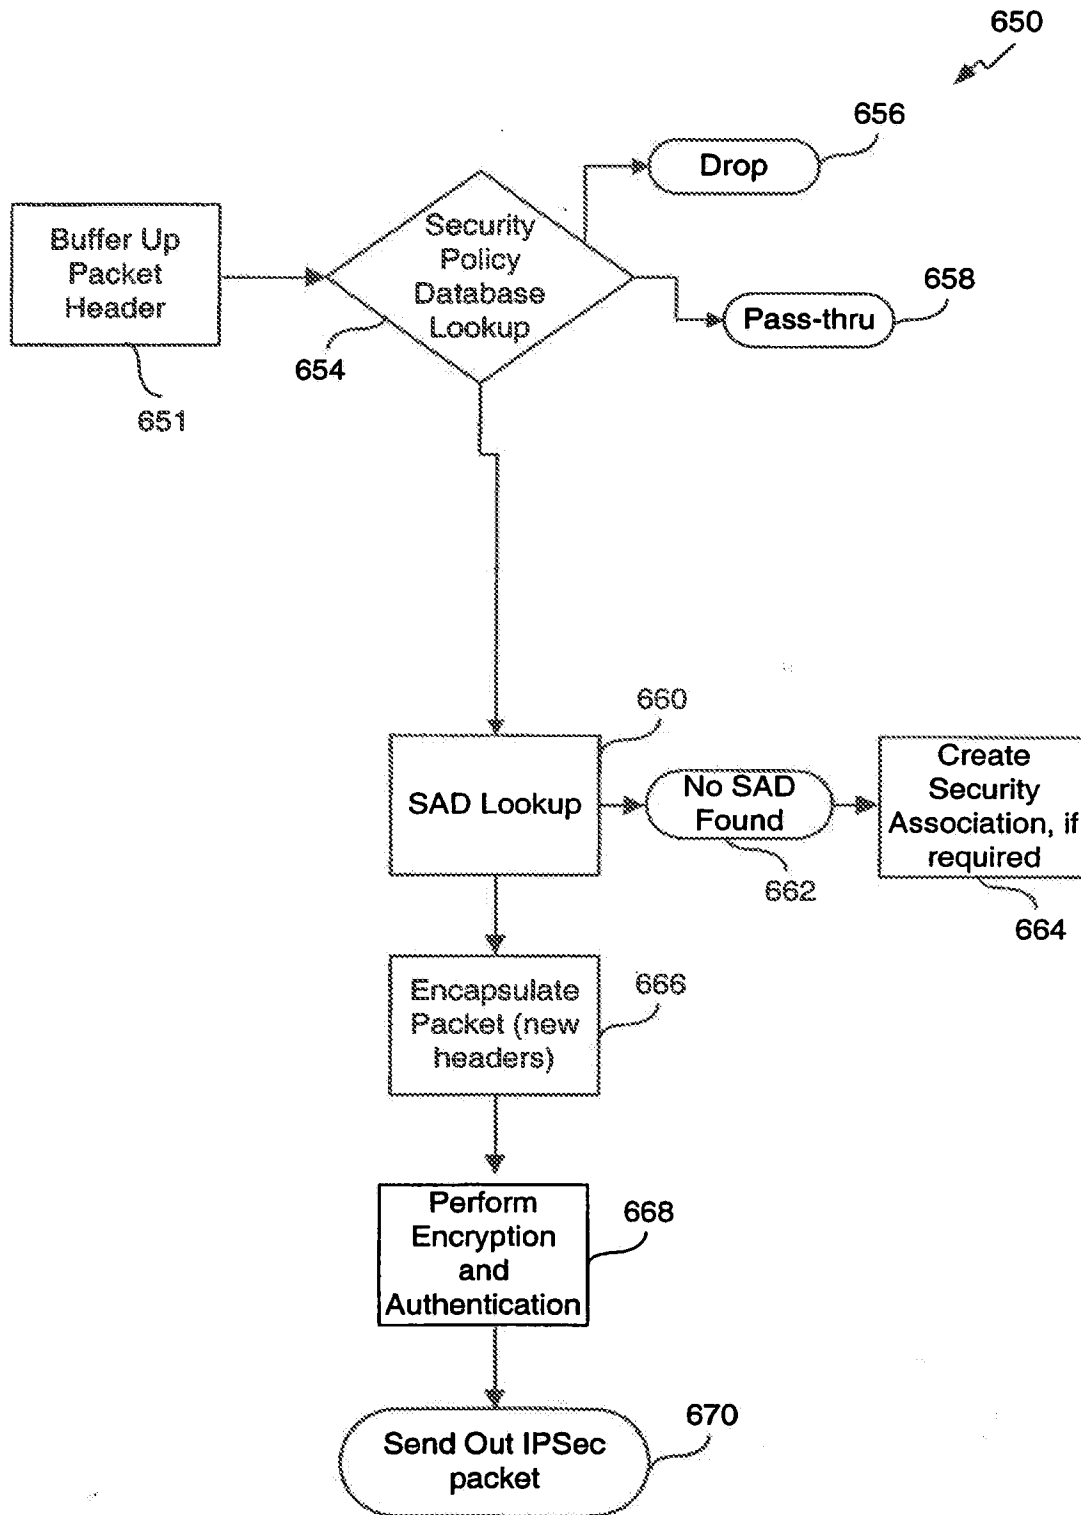 650
656
Drop
Buffer Up
Packet
Header
651
Security
Policy
Database
Lookup
654
658
Pass-thru
660
SAD Lookup
No SAD
Found
662
Create
Security
Association, if
required
664
Encapsulate
Packet (new
headers)
666
Perform
Encryption
and
Authentication
668
Send Out IPSec
packet
670